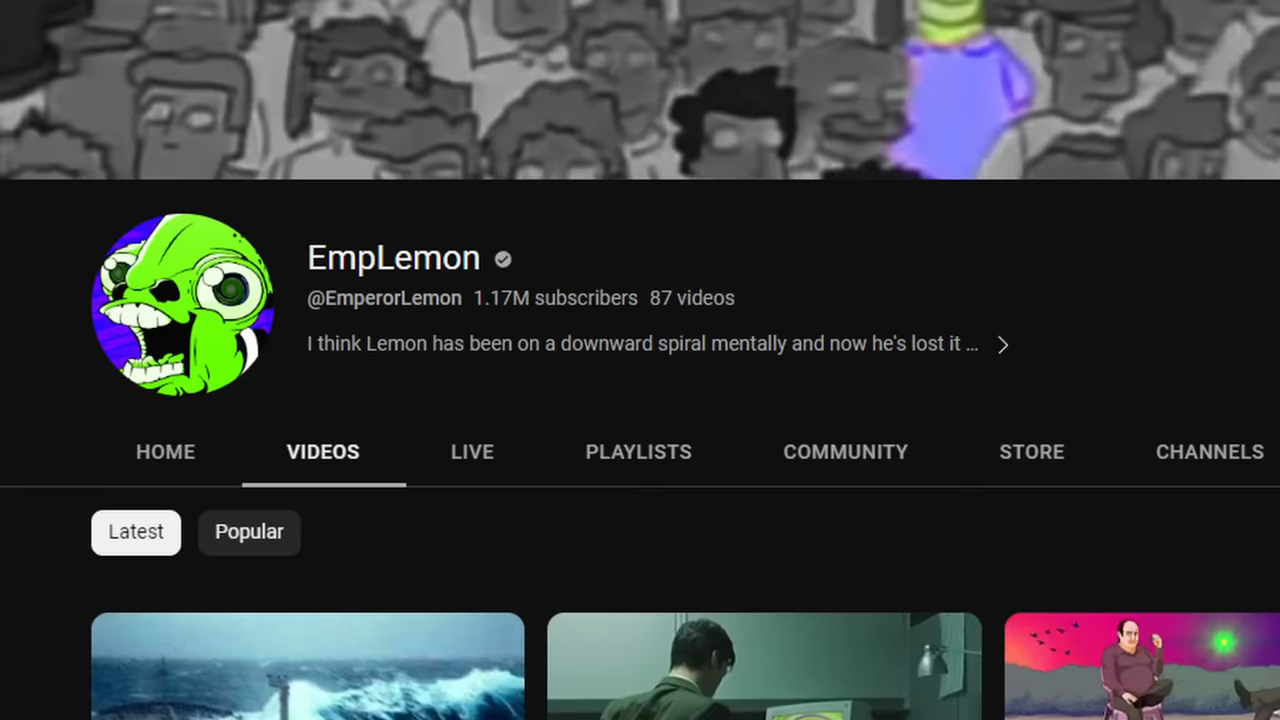 EmpLemon
@EmperorLemon 1.17M subscribers 87 videos
I think Lemon has been on a downward spiral mentally and now he's lost it ...
HOME VIDEOS LIVE PLAYLISTS COMMUNITY STORE CHANNELS
Latest Popular